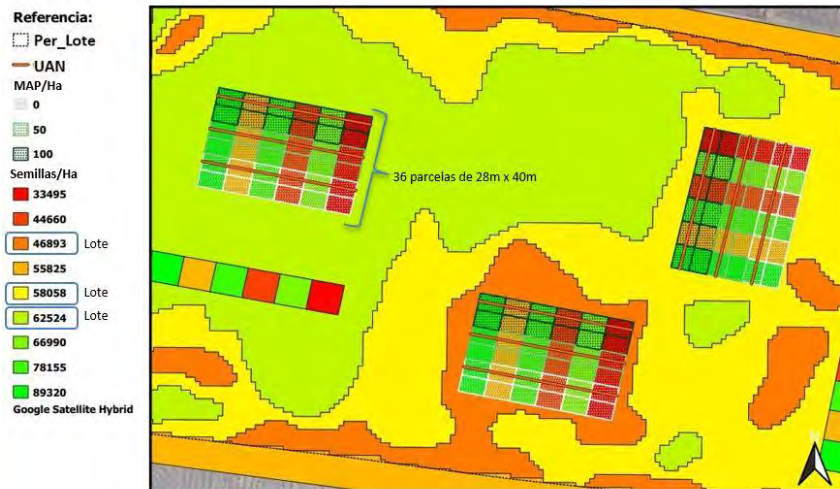 Referencia:
Per_Lote
UAN
MAP/Ha
0
50
100
Semillas/Ha
33495
44660
46893 Lote
55825
58058 Lote
62524 Lote
66990
78155
89320
Google Satellite Hybrid
36 parcelas de 28m x 40m
N